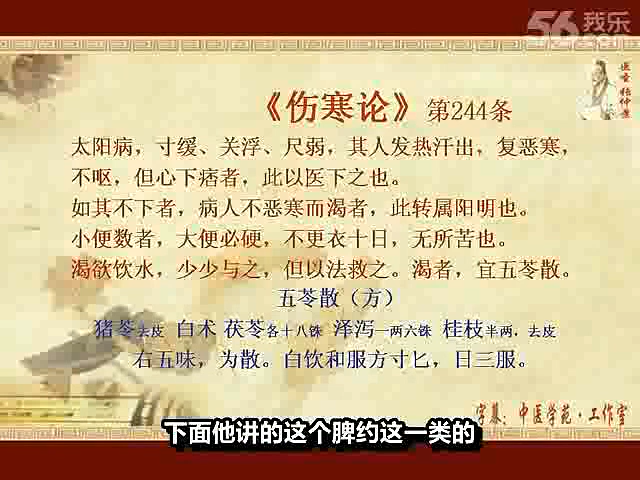 56我乐
医圣 张仲景
《伤寒论》第244条
太阳病，寸缓、关浮、尺弱，其人发热汗出，复恶寒，
不呕，但心下痞者，此以医下之也。
如其不下者，病人不恶寒而渴者，此转属阳明也。
小便数者，大便必硬，不更衣十日，无所苦也。
渴欲饮水，少少与之，但以法救之。渴者，宜五苓散。
五苓散（方）
猪苓去皮 白术 茯苓各十八铢 泽泻一两六铢 桂枝半两，去皮
右五味，为散。白饮和服方寸匕，日三服。
字幕：中医学苑·工作室
下面他讲的这个脾约这一类的